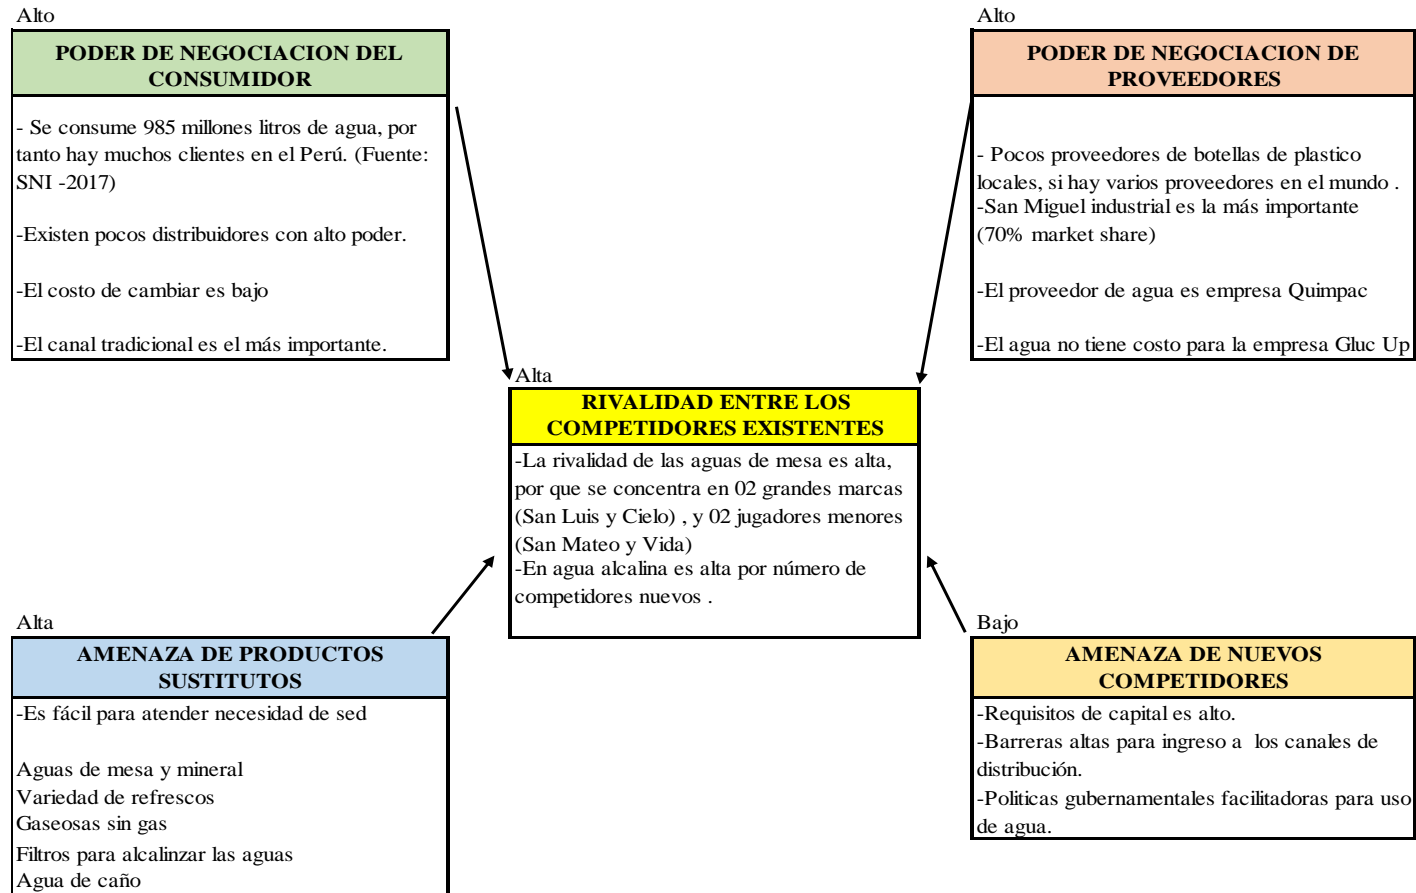 Alto
PODER DE NEGOCIACION DEL
CONSUMIDOR
- Se consume 985 millones litros de agua, por
tanto hay muchos clientes en el Perú. (Fuente:
SNI -2017)
-Existen pocos distribuidores con alto poder.
-El costo de cambiar es bajo
-El canal tradicional es el más importante.
Alto
PODER DE NEGOCIACION DE
PROVEEDORES
- Pocos proveedores de botellas de plastico
locales, si hay varios proveedores en el mundo .
-San Miguel industrial es la más importante
(70% market share)
-El proveedor de agua es empresa Quimpac
-El agua no tiene costo para la empresa Gluc Up
Alta
RIVALIDAD ENTRE LOS
COMPETIDORES EXISTENTES
-La rivalidad de las aguas de mesa es alta,
por que se concentra en 02 grandes marcas
(San Luis y Cielo) , y 02 jugadores menores
(San Mateo y Vida)
-En agua alcalina es alta por número de
competidores nuevos .
Alta
AMENAZA DE PRODUCTOS
SUSTITUTOS
-Es fácil para atender necesidad de sed
Aguas de mesa y mineral
Variedad de refrescos
Gaseosas sin gas
Filtros para alcalinzar las aguas
Agua de caño
Bajo
AMENAZA DE NUEVOS
COMPETIDORES
-Requisitos de capital es alto.
-Barreras altas para ingreso a los canales de
distribución.
-Politicas gubernamentales facilitadoras para uso
de agua.